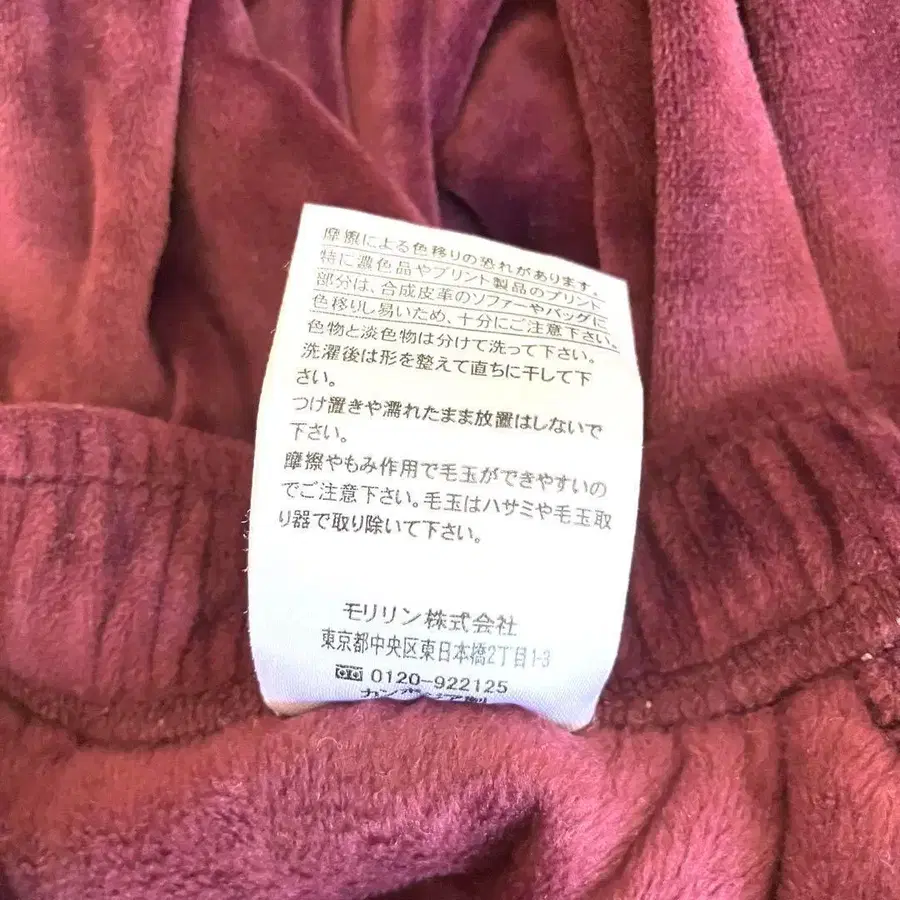 摩擦による色移りの恐れがあります。
特に濃色品やプリント製品のプリント
部分は、合成皮革のソファーやバッグに
色移りし易いため、十分にご注意下さい。
色物と淡色物は分けて洗って下さい。
洗濯後は形を整えて直ちに干して下
さい。
つけ置きや濡れたまま放置はしないで
下さい。
摩擦やもみ作用で毛玉ができやすいの
でご注意下さい。毛玉はハサミや毛玉取
り器で取り除いて下さい。
モリリン株式会社
東京都中央区東日本橋2丁目1-3
0120-922125
カンボジア製